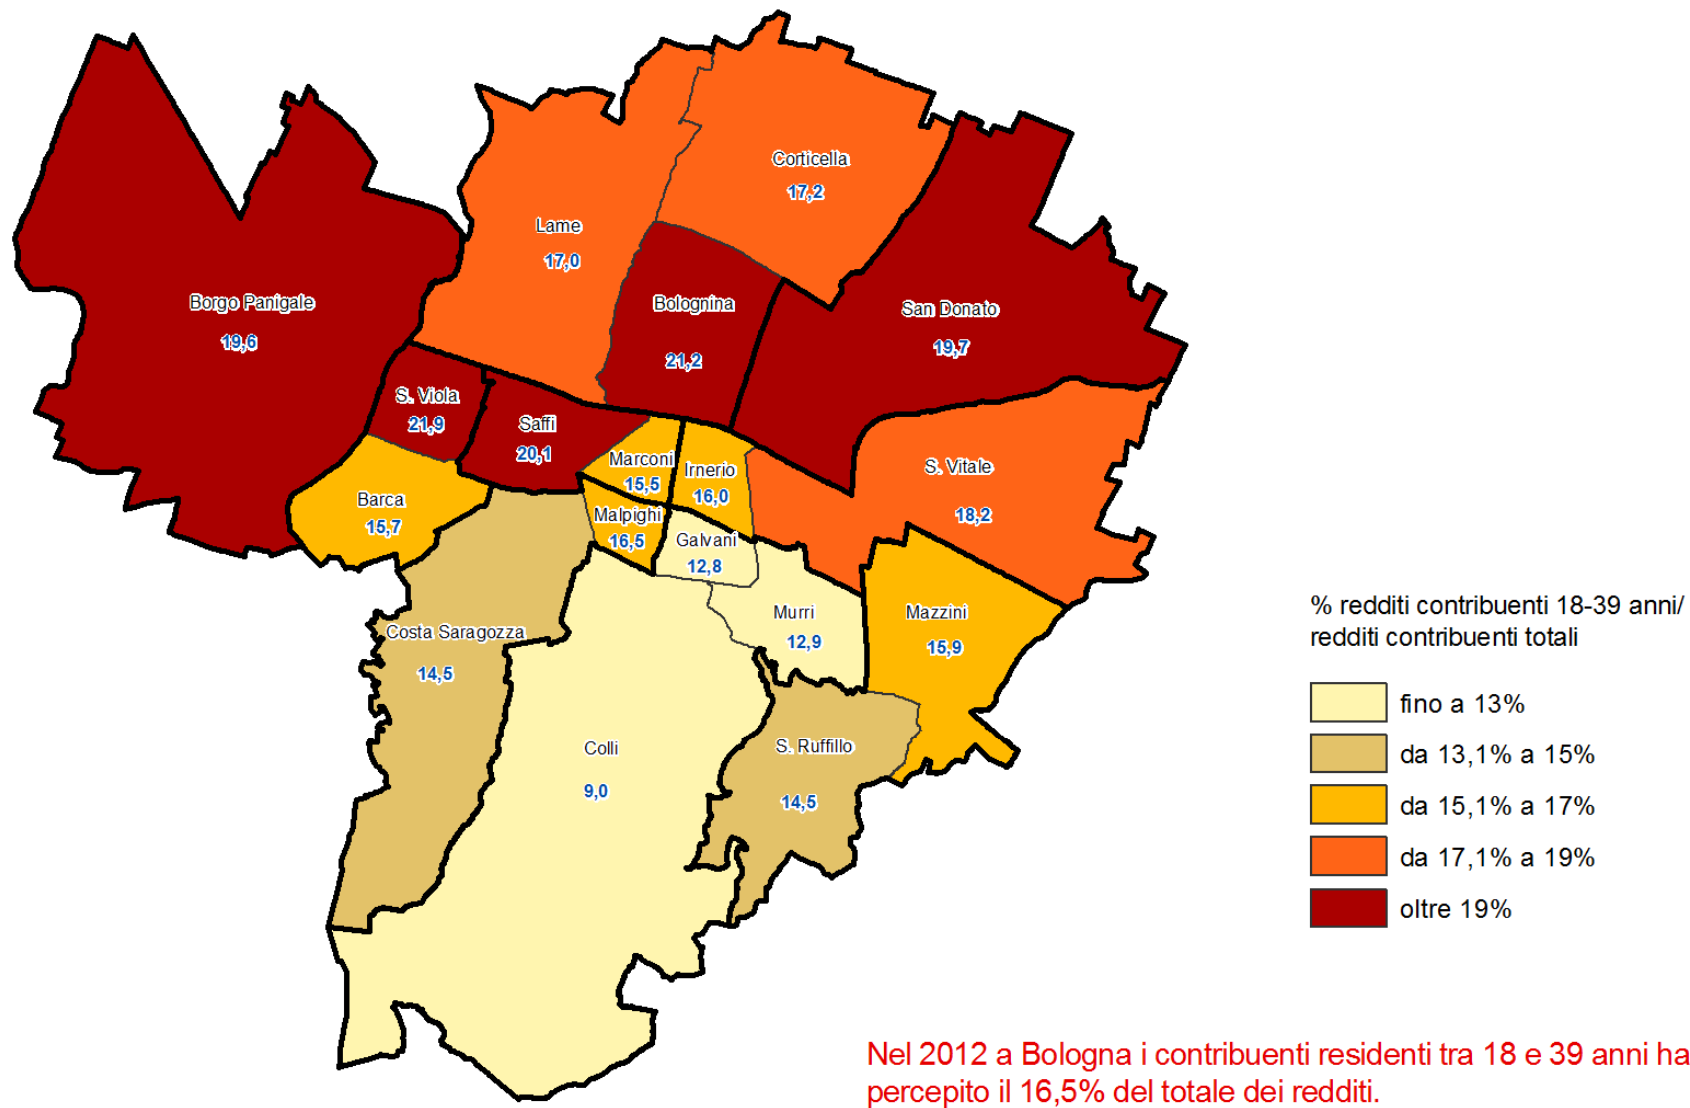 Corticella
17,2
Lame
17,0
Borgo Panigale
19,6
Bolognina
21,2
San Donato
19,7
S. Viola
21,9
Saffi
20,1
Marconi
15,5
Irnerio
16,0
S. Vitale
18,2
Barca
15,7
Malpighi
16,5
Galvani
12,8
Costa Saragozza
14,5
Murri
12,9
Mazzini
15,9
Colli
9,0
S. Ruffillo
14,5
% redditi contribuenti 18-39 anni/
redditi contribuenti totali
fino a 13%
da 13,1% a 15%
da 15,1% a 17%
da 17,1% a 19%
oltre 19%
Nel 2012 a Bologna i contribuenti residenti tra 18 e 39 anni ha
percepito il 16,5% del totale dei redditi.